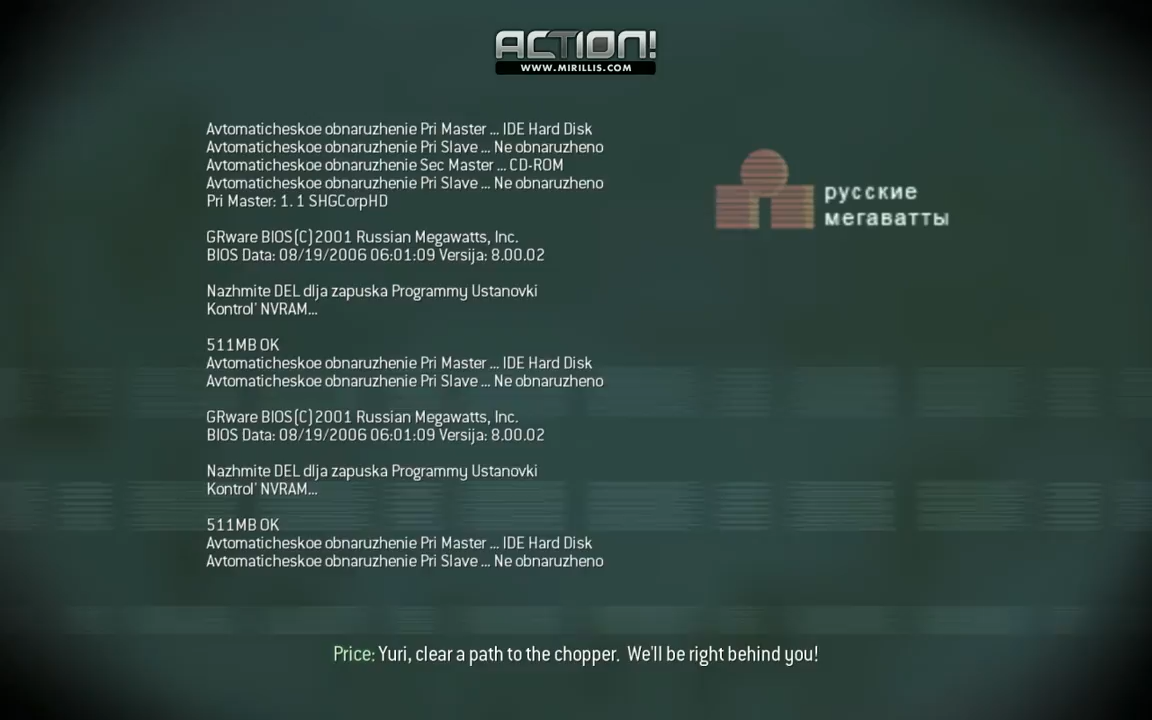 ACTION!
WWW.MIRILLIS.COM
Avtomaticheskoe obnaruzhenie Pri Master ... IDE Hard Disk
Avtomaticheskoe obnaruzhenie Pri Slave ... Ne obnaruzheno
Avtomaticheskoe obnaruzhenie Sec Master ... CD-ROM
Avtomaticheskoe obnaruzhenie Pri Slave ... Ne obnaruzheno
Pri Master: 1. 1 SHGCorpHD
русские
мегаватты
GRware BIOS(C)2001 Russian Megawatts, Inc.
BIOS Data: 08/19/2006 06:01:09 Versija: 8.00.02
Nazhmite DEL dlja zapuska Programmy Ustanovki
Kontrol' NVRAM...
511MB OK
Avtomaticheskoe obnaruzhenie Pri Master ... IDE Hard Disk
Avtomaticheskoe obnaruzhenie Pri Slave ... Ne obnaruzheno
GRware BIOS(C)2001 Russian Megawatts, Inc.
BIOS Data: 08/19/2006 06:01:09 Versija: 8.00.02
Nazhmite DEL dlja zapuska Programmy Ustanovki
Kontrol' NVRAM...
511MB OK
Avtomaticheskoe obnaruzhenie Pri Master ... IDE Hard Disk
Avtomaticheskoe obnaruzhenie Pri Slave ... Ne obnaruzheno
Price: Yuri, clear a path to the chopper. We'll be right behind you!